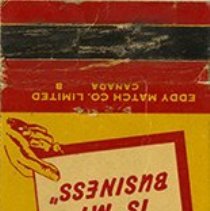 IS MY
BUSINESS"
EDDY MATCH CO. LIMITED
CANADA